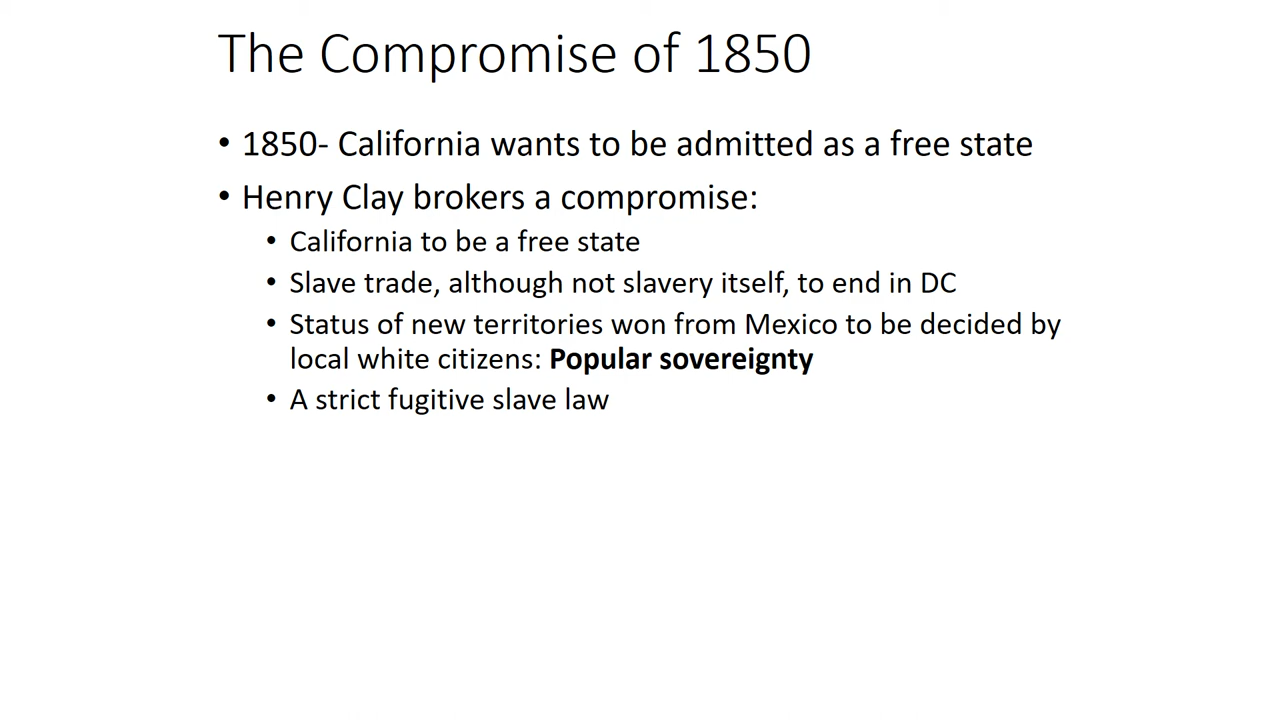 The Compromise of 1850
• 1850- California wants to be admitted as a free state
• Henry Clay brokers a compromise:
• California to be a free state
• Slave trade, although not slavery itself, to end in DC
• Status of new territories won from Mexico to be decided by
local white citizens: Popular sovereignty
• A strict fugitive slave law